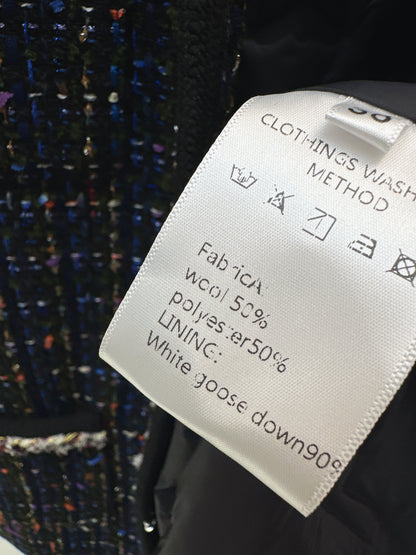 CLOTHINGS WASH
METHOD
FabricA:
wool 50%
polyester50%
LINING:
White goose down90%